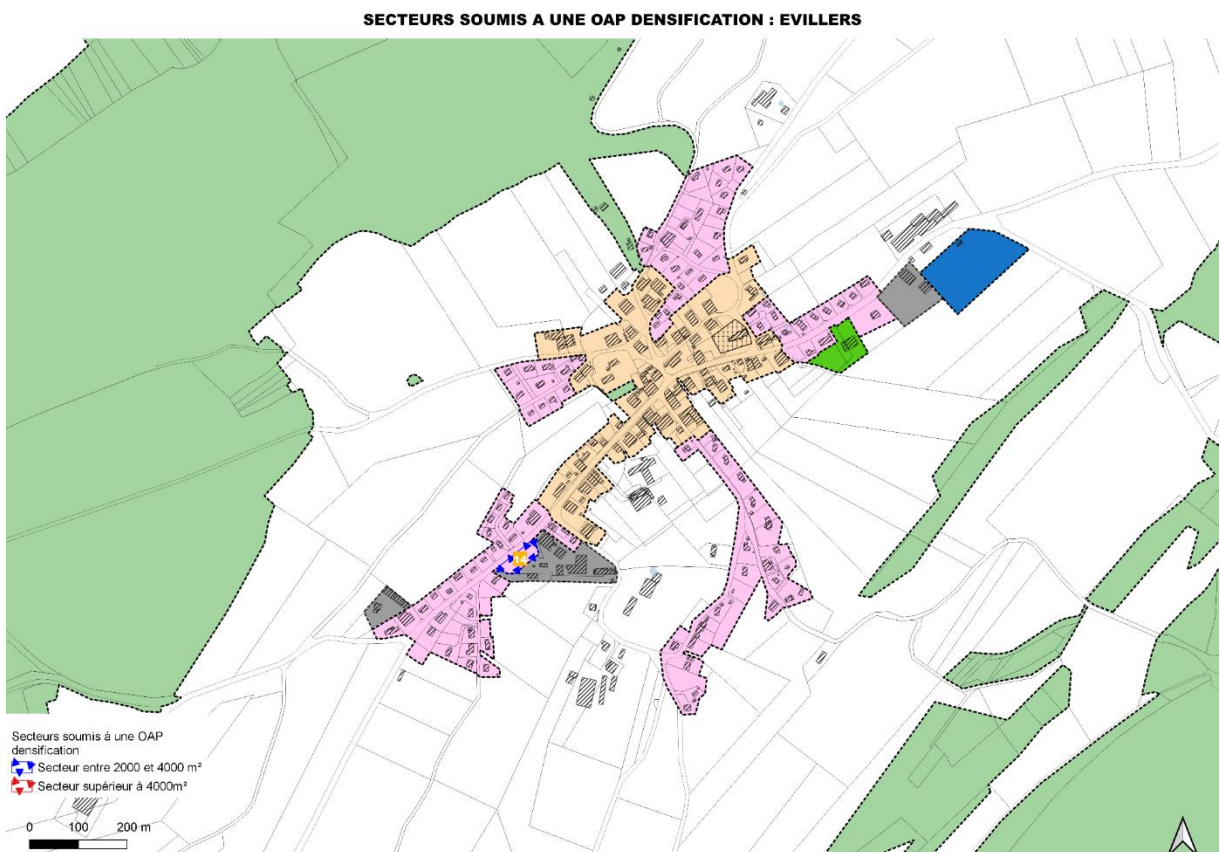 SECTEURS SOUMIS A UNE OAP DENSIFICATION : EVILLERS
Secteurs soumis à une OAP
densification
Secteur entre 2000 et 4000 m²
Secteur supérieur à 4000m²
0 100 200 m